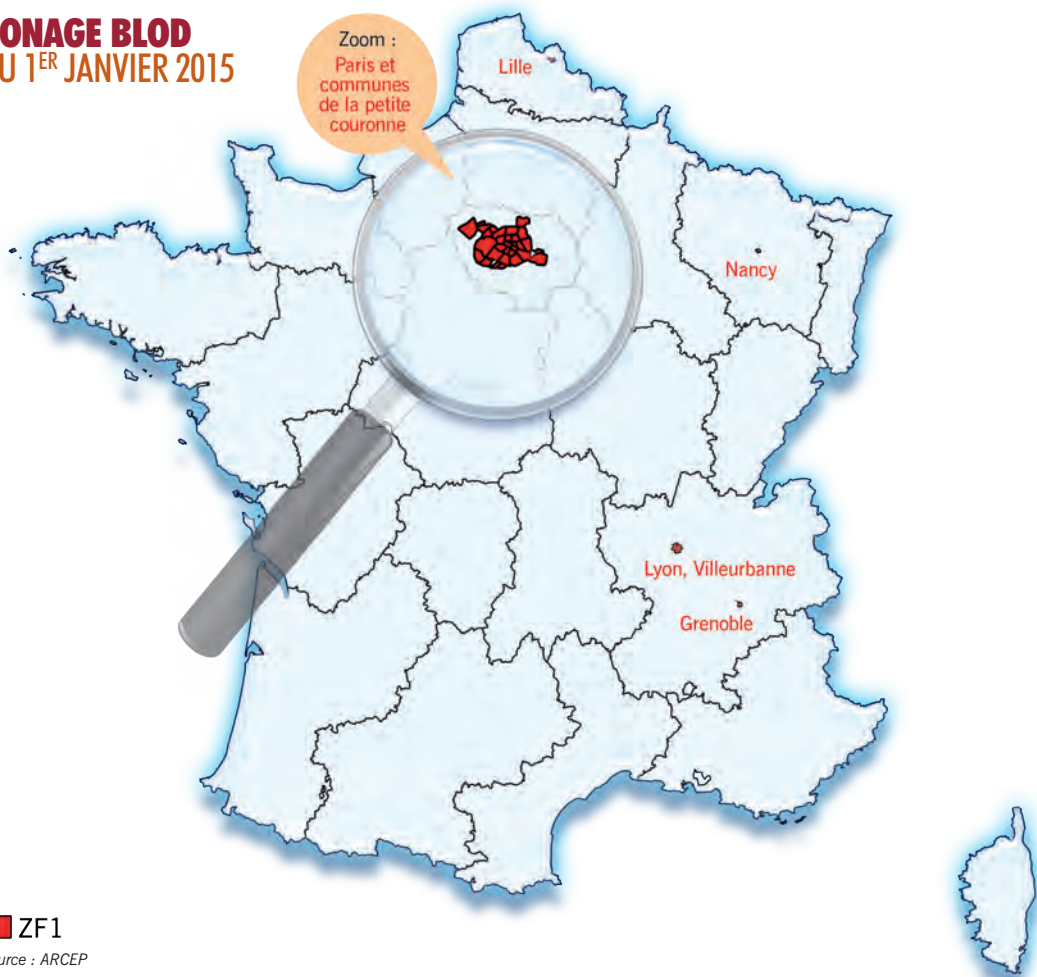 ONAGE BLOD
U 1ER JANVIER 2015
Zoom :
Paris et
communes
de la petite
couronne
Lille
Nancy
Lyon, Villeurbanne
Grenoble
ZF1
urce : ARCEP